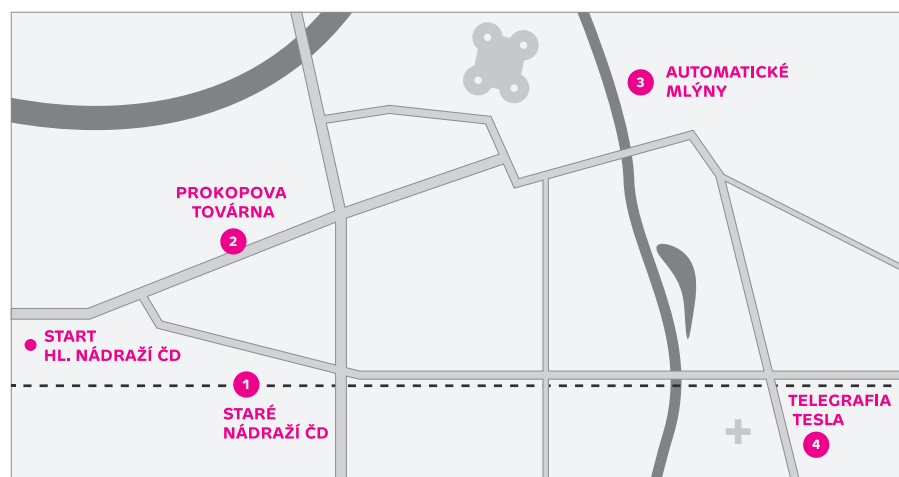 3
AUTOMATICKÉ
MLÝNY
PROKOPOVA
TOVÁRNA
2
START
HL. NÁDRAŽÍ ČD
1
STARÉ
NÁDRAŽÍ ČD
TELEGRAFIA
TESLA
4